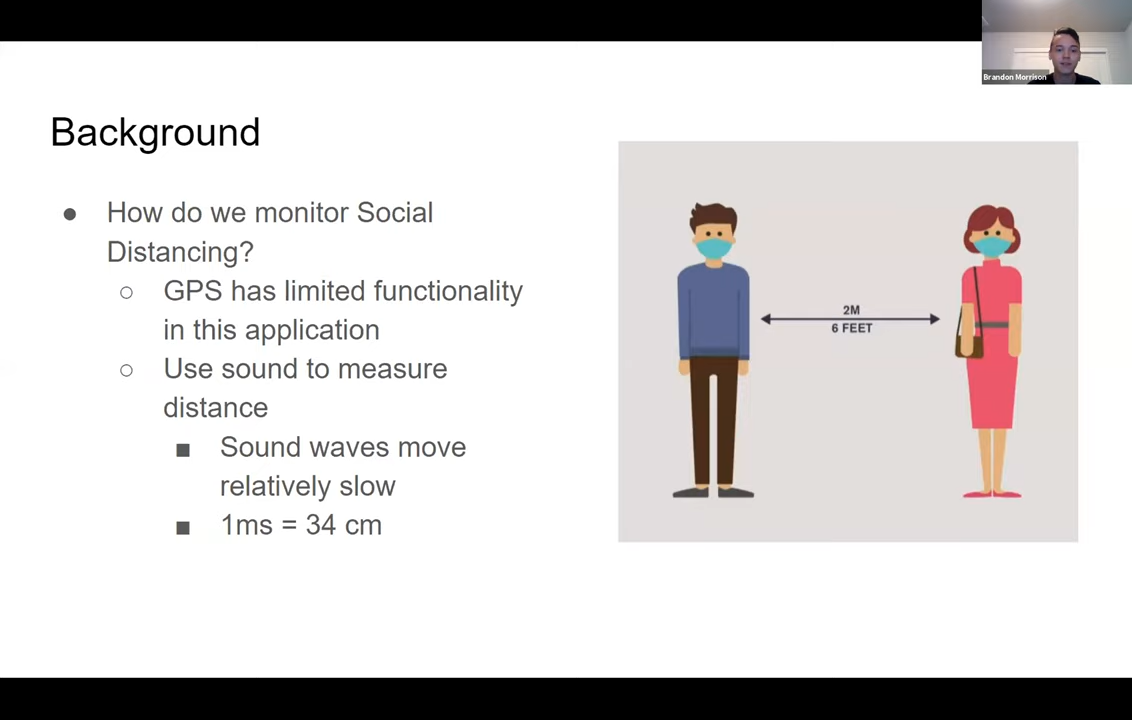 Brandon Morrison
Background
● How do we monitor Social
Distancing?
○ GPS has limited functionality
in this application
○ Use sound to measure
distance
■ Sound waves move
relatively slow
■ 1ms = 34 cm
2M
6 FEET